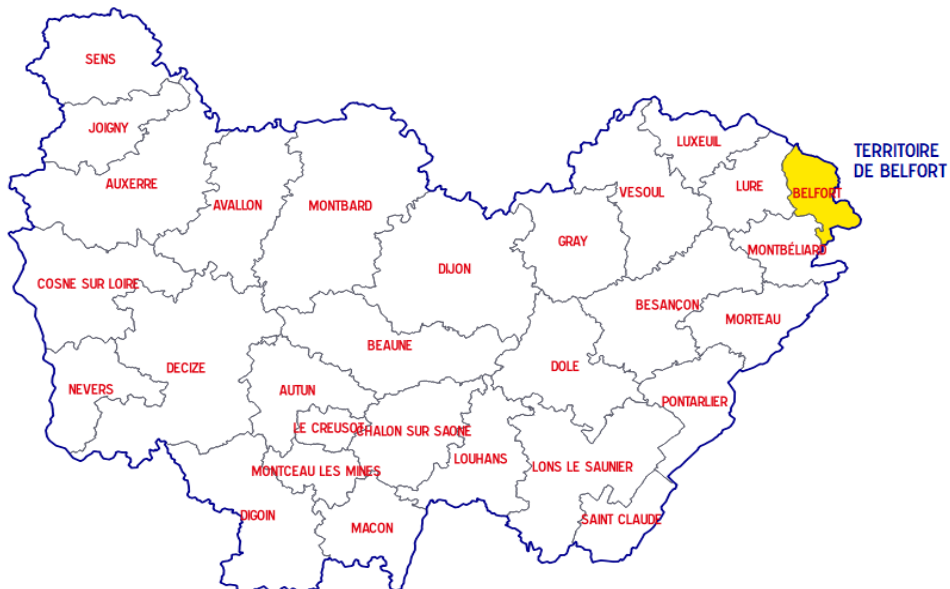 SENS
JOIGNY
LUXEUIL
TERRITOIRE
DE BELFORT
AUXERRE
LURE
VESOUL
BELFORT
AVALLON
MONTBARD
GRAY
MONTBÉLIARD
DIJON
COSNE SUR LOIRE
BESANÇON
MORTEAU
BEAUNE
DECIZE
DOLE
NEVERS
AUTUN
PONTARLIER
LE CREUSOT
CHALON SUR SAONE
LOUHANS
LONS LE SAUNIER
MONTCEAU LES MINES
DIGOIN
SAINT CLAUDE
MACON